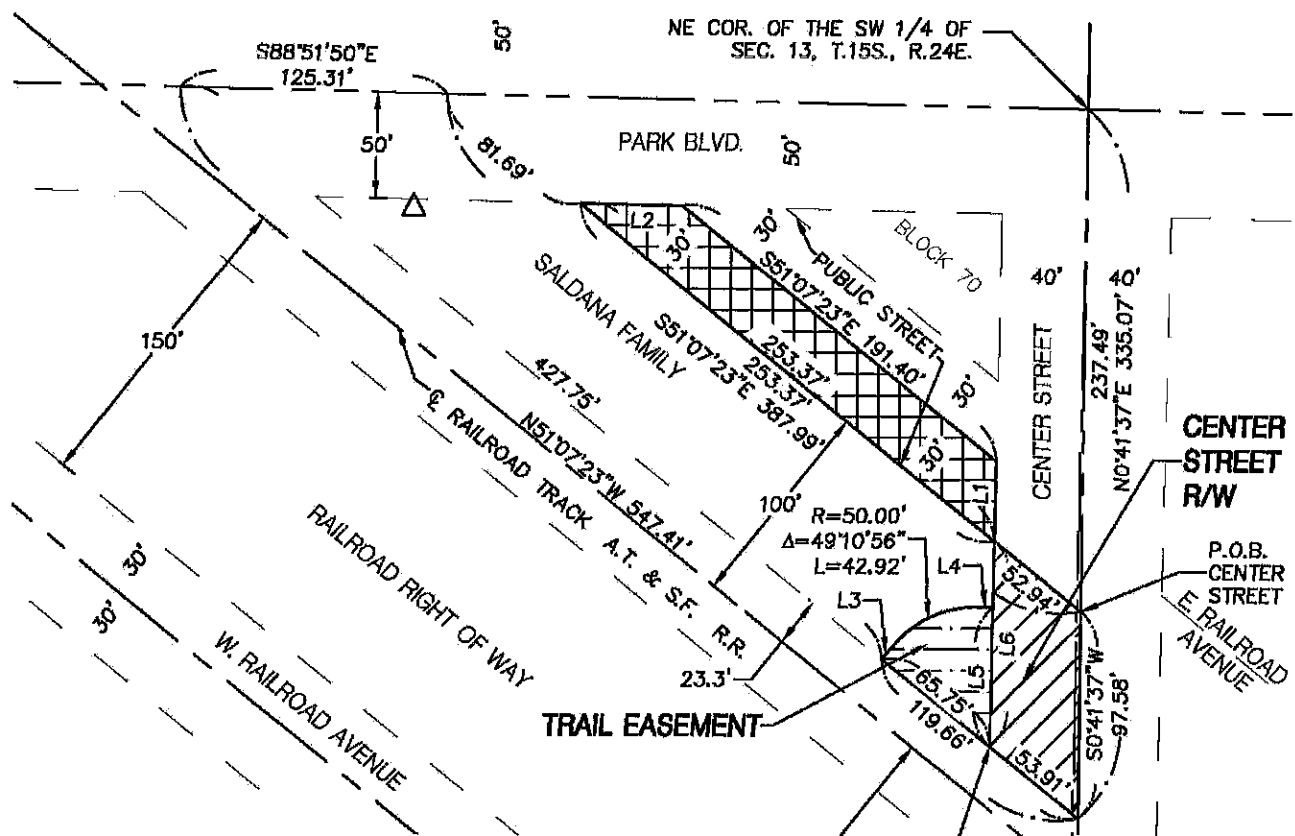 NE COR. OF THE SW 1/4 OF
SEC. 13, T.15S., R.24E.
50'
S88°51'50"E
125.31'
50'
81.69'
PARK BLVD.
50'
Δ
L2
30'
30'
PUBLIC STREET
BLOCK 70
S51°07'23"E 191.40'
253.37'
253.37'
S51°07'23"E 387.99'
SALDANA FAMILY
30'
30'
L1
40'
40'
CENTER STREET
237.49'
N0°41'37"E 335.07'
CENTER
STREET
R/W
150'
427.75'
N51°07'23"W 547.41'
℄ RAILROAD TRACK A.T. & S.F. R.R.
100'
R=50.00'
Δ=49°10'56"
L=42.92'
L4
L3
52.94'
P.O.B.
CENTER
STREET
E. RAILROAD
AVENUE
RAILROAD RIGHT OF WAY
30'
30'
W. RAILROAD AVENUE
23.3'
L6
L5
65.75'
119.66'
53.91'
S0°41'37"W
97.58'
TRAIL EASEMENT